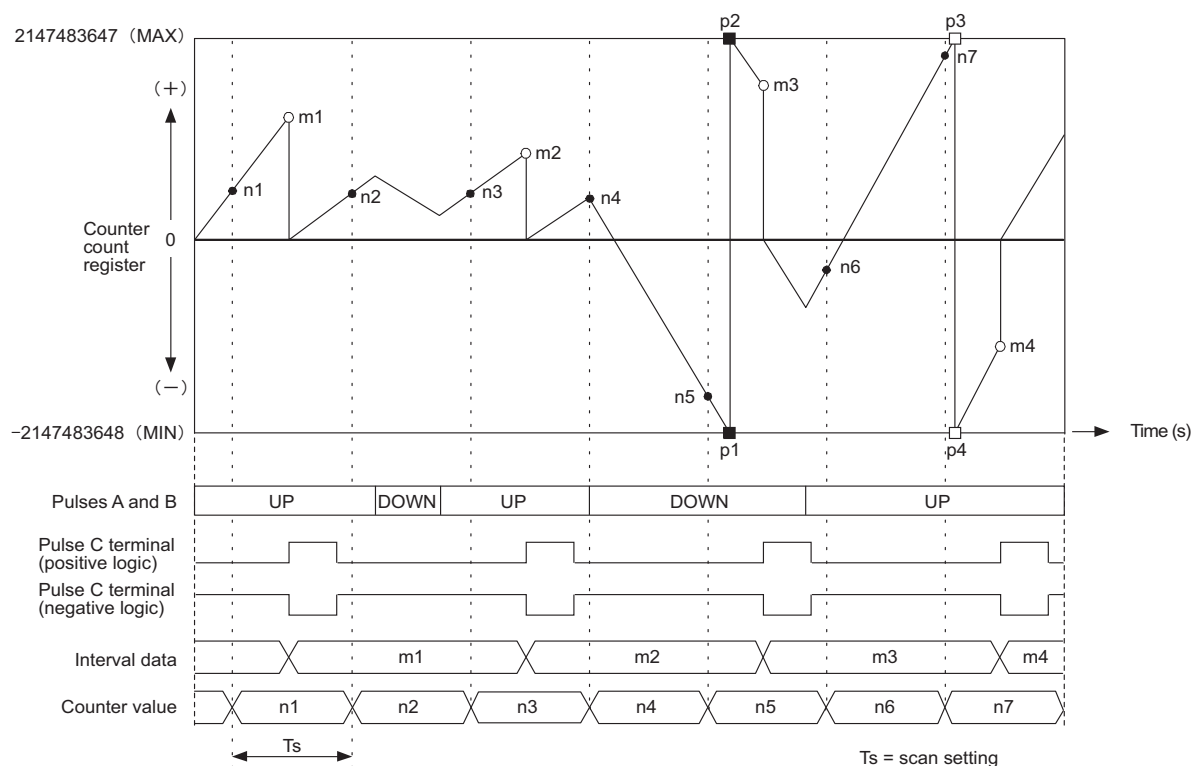 p2
p3
2147483647 (MAX)
n7
(+)
m3
m1
m2
n1
n2
n3
n4
Counter
count
register
0
n6
m4
(−)
n5
−2147483648 (MIN)
Time (s)
p1
p4
Pulses A and B
UP
DOWN
UP
DOWN
UP
Pulse C terminal
(positive logic)
Pulse C terminal
(negative logic)
Interval data
m1
m2
m3
m4
Counter value
n1
n2
n3
n4
n5
n6
n7
Ts
Ts = scan setting